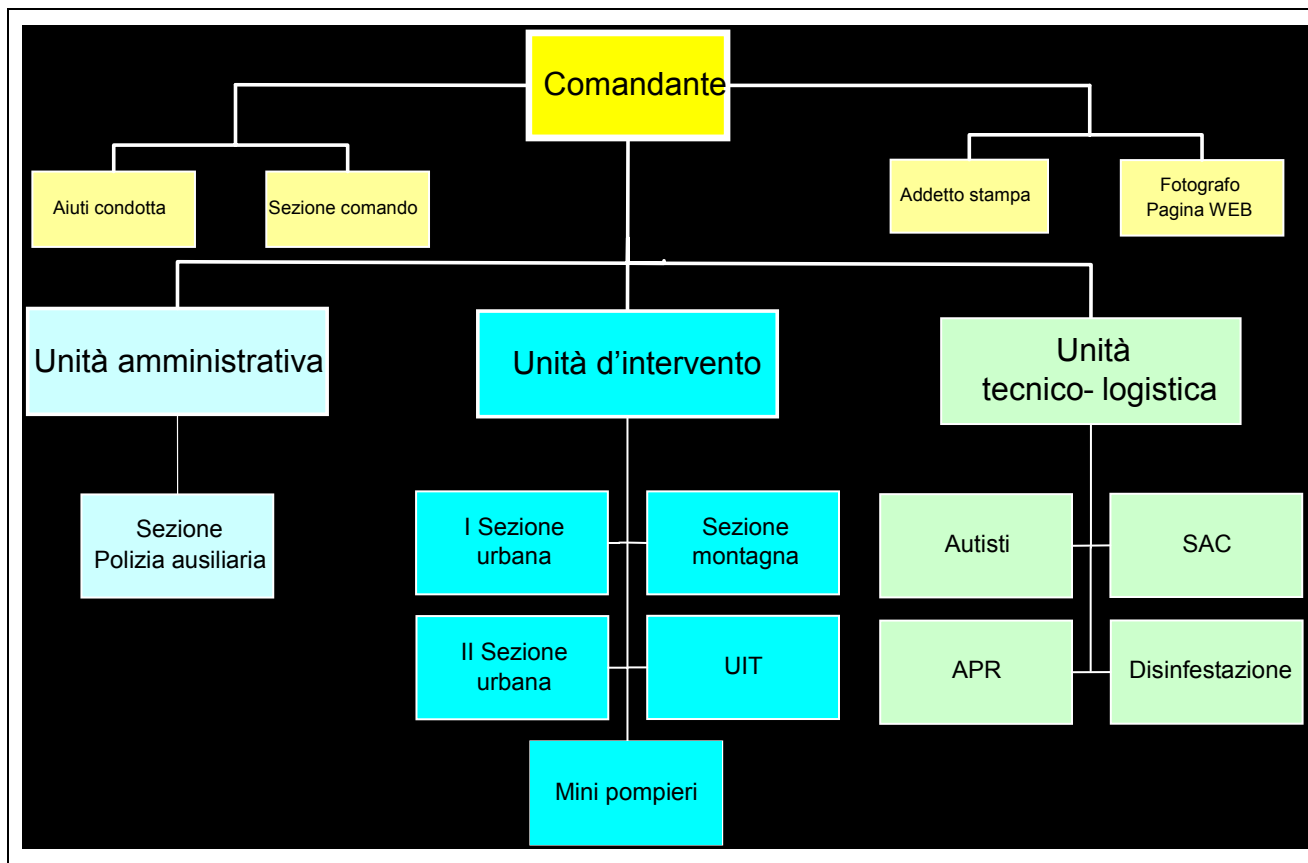 Comandante
Aiuti condotta
Sezione comando
Addetto stampa
Fotografo
Pagina WEB
Unità amministrativa
Unità d’intervento
Unità
tecnico- logistica
Sezione
Polizia ausiliaria
I Sezione
urbana
Sezione
montagna
II Sezione
urbana
UIT
Mini pompieri
Autisti
SAC
APR
Disinfestazione